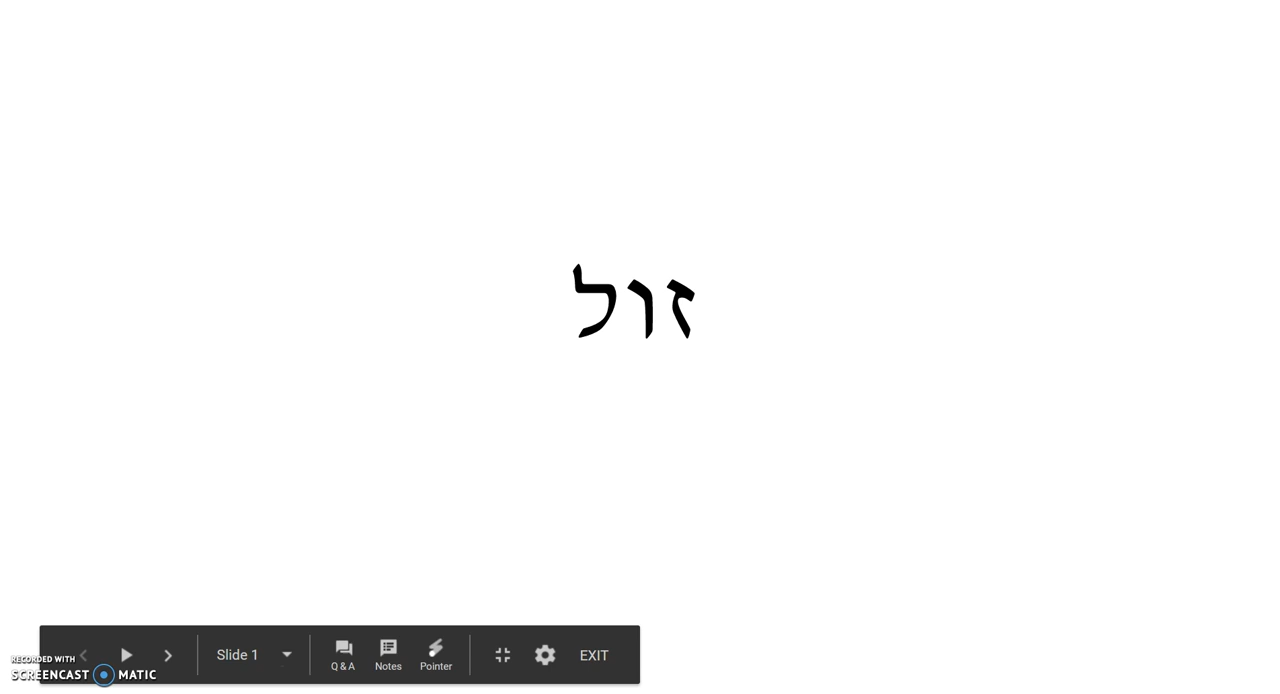 זול
Slide 1
Q & A
Notes
Pointer
EXIT
RECORDED WITH
SCREENCAST MATIC